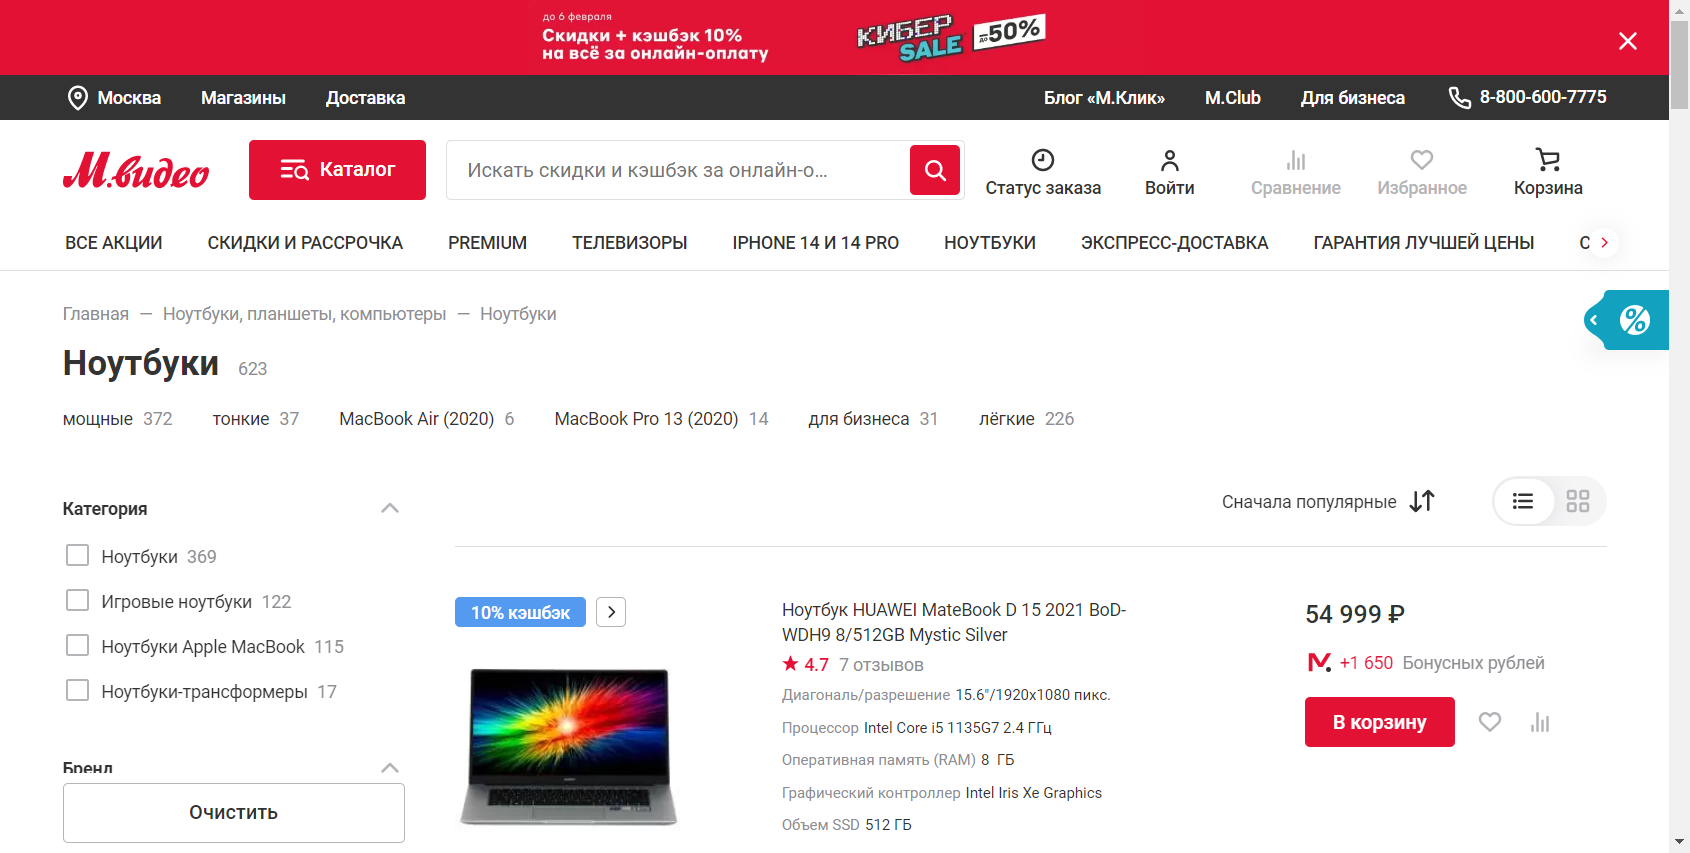 до 6 февраля
Скидки + кэшбэк 10%
на всё за онлайн-оплату
КИБЕР
SALE
до -50%
Москва Магазины Доставка Блог «М.Клик» M.Club Для бизнеса 8-800-600-7775
М.видео Каталог Искать скидки и кэшбэк за онлайн-о... Статус заказа Войти Сравнение Избранное Корзина
ВСЕ АКЦИИ СКИДКИ И РАССРОЧКА PREMIUM ТЕЛЕВИЗОРЫ IPHONE 14 И 14 PRO НОУТБУКИ ЭКСПРЕСС-ДОСТАВКА ГАРАНТИЯ ЛУЧШЕЙ ЦЕНЫ С
Главная — Ноутбуки, планшеты, компьютеры — Ноутбуки
%
Ноутбуки 623
мощные 372 тонкие 37 MacBook Air (2020) 6 MacBook Pro 13 (2020) 14 для бизнеса 31 лёгкие 226
Сначала популярные
Категория
Ноутбуки 369
Игровые ноутбуки 122
Ноутбуки Apple MacBook 115
Ноутбуки-трансформеры 17
Бренд
Очистить
10% кэшбэк
Ноутбук HUAWEI MateBook D 15 2021 BoD-
WDH9 8/512GB Mystic Silver
4.7 7 отзывов
Диагональ/разрешение 15.6"/1920x1080 пикс.
Процессор Intel Core i5 1135G7 2.4 ГГц
Оперативная память (RAM) 8 ГБ
Графический контроллер Intel Iris Xe Graphics
Объем SSD 512 ГБ
54 999 ₽
+1 650 Бонусных рублей
В корзину